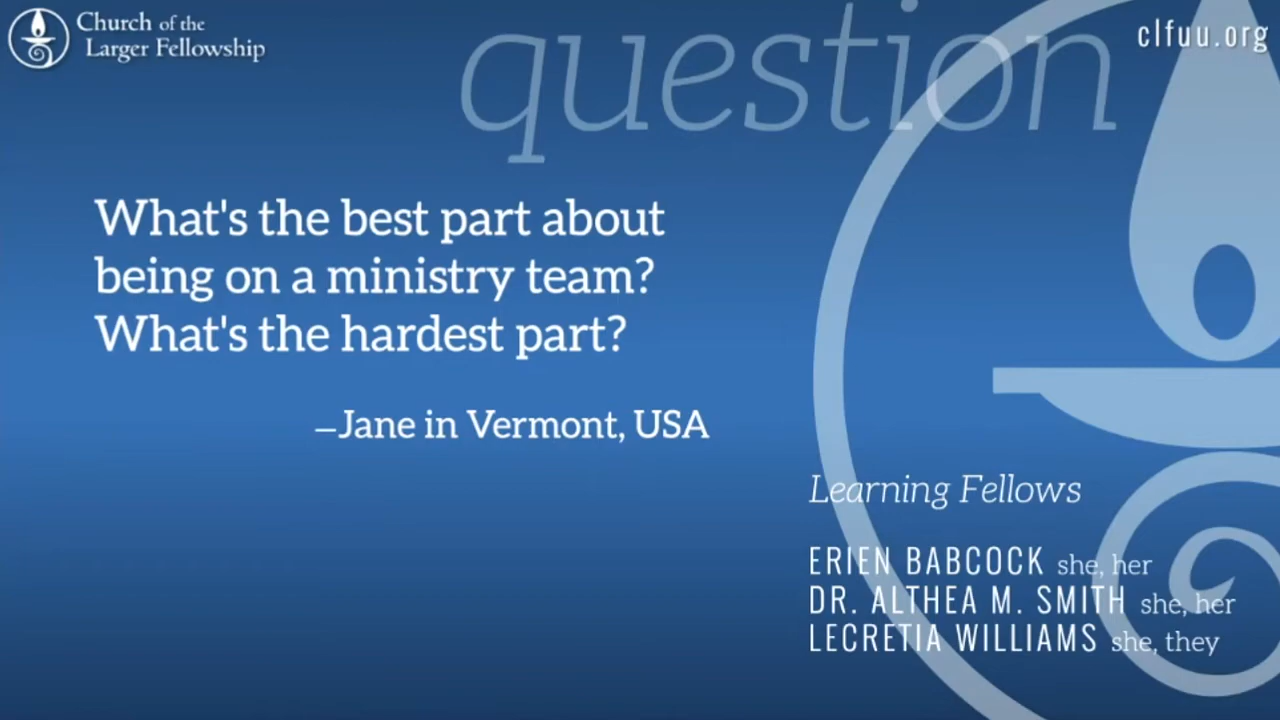 Church of the
Larger Fellowship
question
clfuu.org
What's the best part about
being on a ministry team?
What's the hardest part?
–Jane in Vermont, USA
Learning Fellows
ERIEN BABCOCK she, her
DR. ALTHEA M. SMITH she, her
LECRETIA WILLIAMS she, they